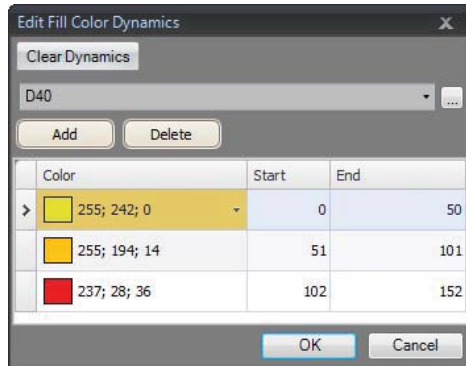 Edit Fill Color Dynamics x
Clear Dynamics
D40 ...
Add Delete
Color Start End
> 255; 242; 0 0 50
255; 194; 14 51 101
237; 28; 36 102 152
OK Cancel